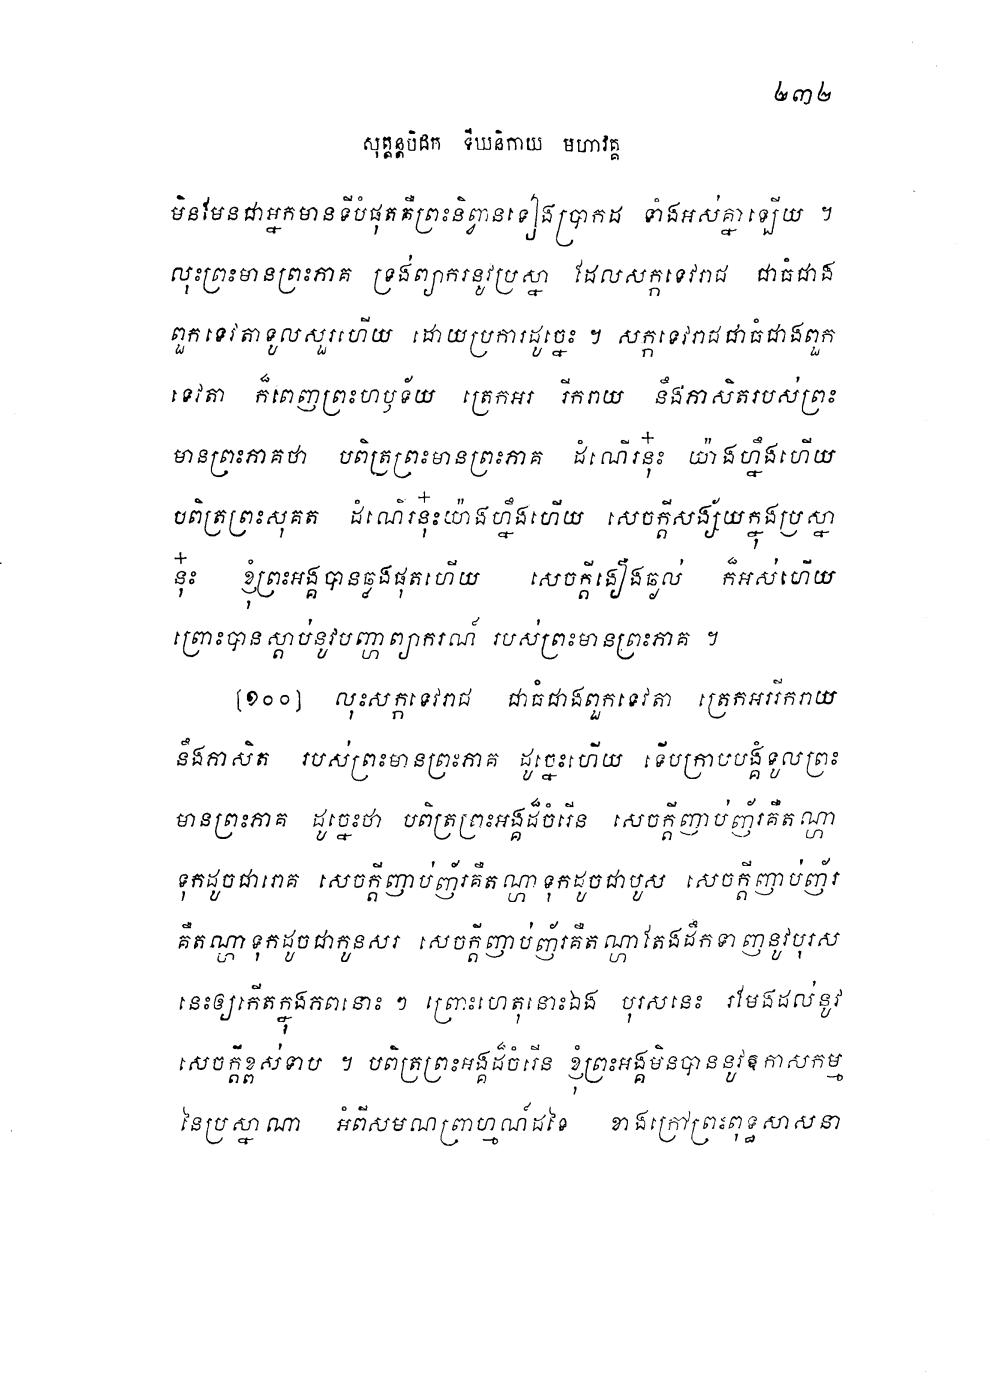 ២៣២
សុត្តន្តបិដក ទីឃនិកាយ មហាវគ្គ
មិនមែនជាអ្នកមានទីបំផុតគឺព្រះនិព្វានទៀងប្រាកដ ទាំងអស់គ្នាឡើយ ។
លុះព្រះមានព្រះភាគ ទ្រង់ព្យាករនូវប្រស្នា ដែលសក្កទេវរាជ ជាធំជាង
ពួកទេវតាទូលសួរហើយ ដោយប្រការដូច្នេះ ។ សក្កទេវរាជជាធំជាងពួក
ទេវតា ក៏ពេញព្រះហឫទ័យ ត្រេកអរ រីករាយ នឹងភាសិតរបស់ព្រះ
មានព្រះភាគថា បពិត្រព្រះមានព្រះភាគ ដំណើរនុ៎ះ យ៉ាងហ្នឹងហើយ
បពិត្រព្រះសុគត ដំណើរនុ៎ះយ៉ាងហ្នឹងហើយ សេចក្តីសង្ស័យក្នុងប្រស្នា
នុ៎ះ ខ្ញុំព្រះអង្គបានឆ្លងផុតហើយ សេចក្តីងឿងឆ្ងល់ ក៏អស់ហើយ
ព្រោះបានស្តាប់នូវបញ្ហាព្យាករណ៍ របស់ព្រះមានព្រះភាគ ។
[១០០] លុះសក្កទេវរាជ ជាធំជាងពួកទេវតា ត្រេកអររីករាយ
នឹងភាសិត របស់ព្រះមានព្រះភាគ ដូច្នេះហើយ ទើបក្រាបបង្គំទូលព្រះ
មានព្រះភាគ ដូច្នេះថា បពិត្រព្រះអង្គដ៏ចំរើន សេចក្តីញាប់ញ័រគឺតណ្ហា
ទុកដូចជារោគ សេចក្តីញាប់ញ័រគឺតណ្ហាទុកដូចជាបូស សេចក្តីញាប់ញ័រ
គឺតណ្ហាទុកដូចជាកូនសរ សេចក្តីញាប់ញ័រគឺតណ្ហាតែងដឹកទាញនូវបុរស
នេះឲ្យកើតក្នុងភពនោះ ៗ ព្រោះហេតុនោះឯង បុរសនេះ រមែងដល់នូវ
សេចក្តីខ្ពស់ទាប ។ បពិត្រព្រះអង្គដ៏ចំរើន ខ្ញុំព្រះអង្គមិនបាននូវឱកាសកម្ម
នៃប្រស្នាណា អំពីសមណព្រាហ្មណ៍ដទៃ ខាងក្រៅព្រះពុទ្ធសាសនា